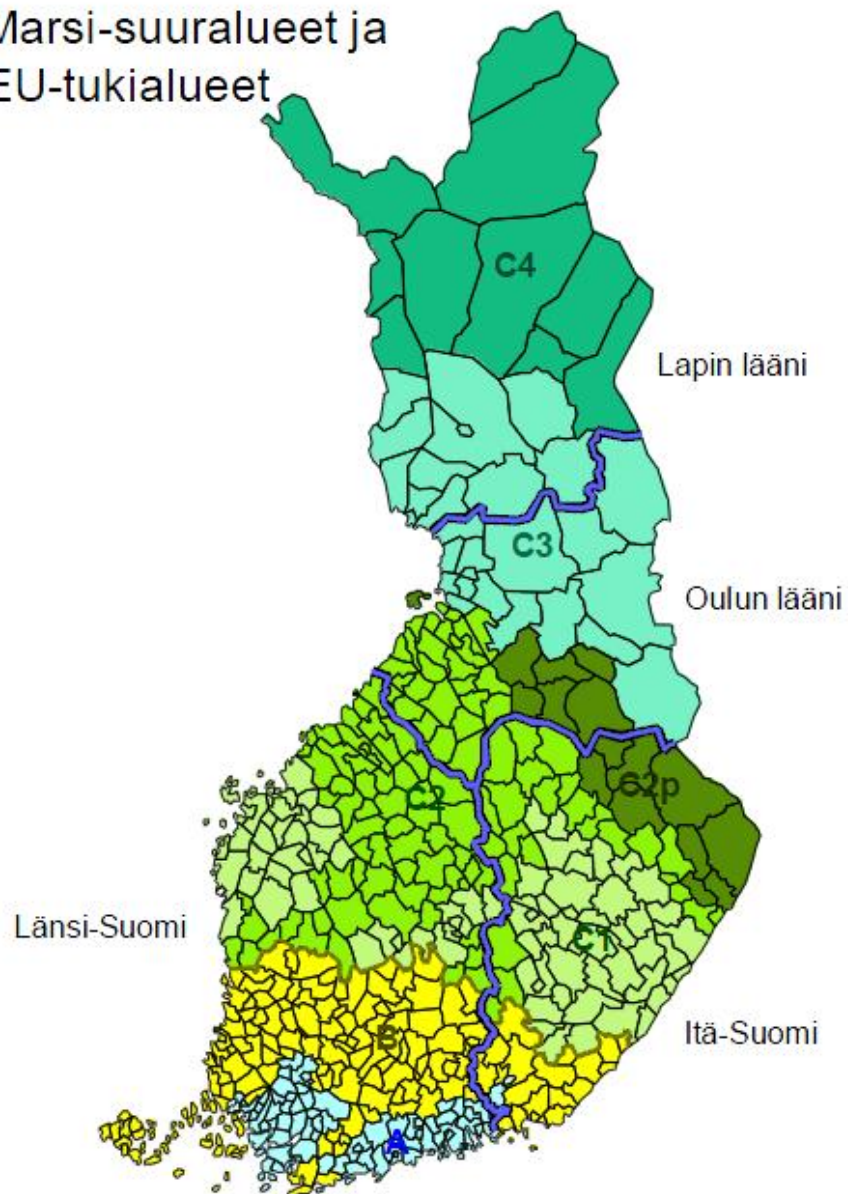 Marsi-suuralueet ja
EU-tukialueet
C4
Lapin lääni
C3
Oulun lääni
C2p
C2
Länsi-Suomi
C1
Itä-Suomi
B
A